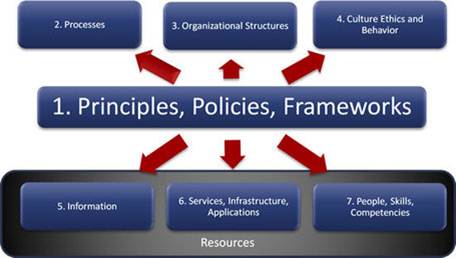 2. Processes
3. Organizational Structures
4. Culture Ethics and
Behavior
1. Principles, Policies, Frameworks
5. Information
6. Services, Infrastructure,
Applications
7. People, Skills,
Competencies
Resources